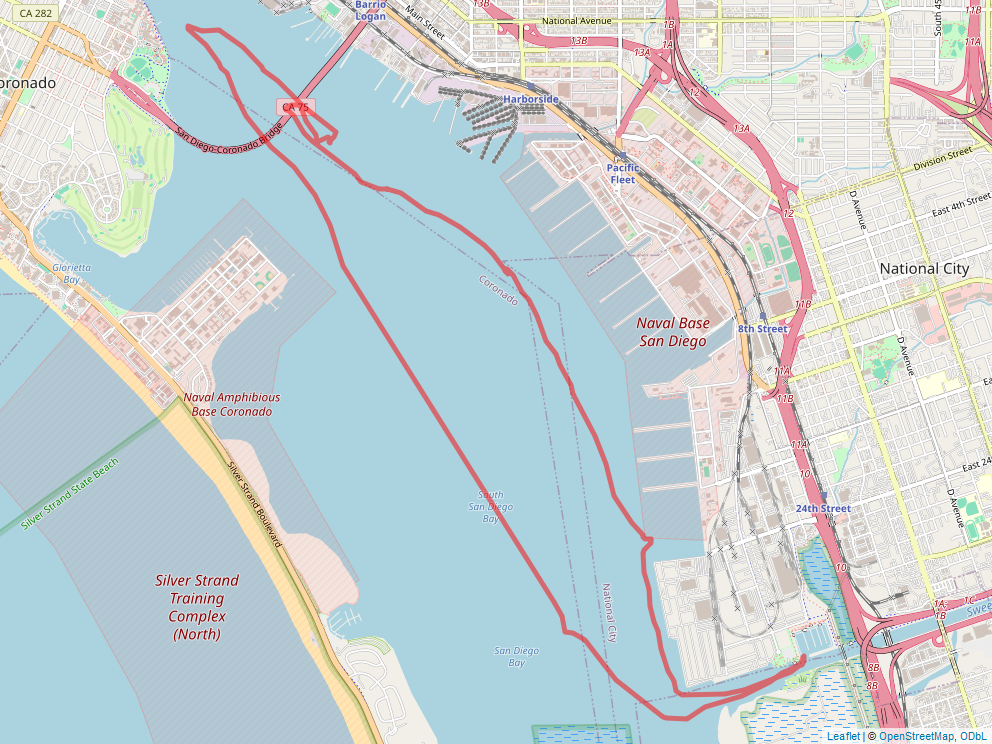 CA 282
Barrio
Logan
Main Street
National Avenue
1B
13B
13A
1A
South 45
11A
1B
oronado
12
CA 75
Harborside
13A
San Diego-Coronado Bridge
Pacific
Fleet
Division Street
D Avenue
East 4th Street
12
Glorietta
Bay
Coronado
National City
11B
Naval Base
San Diego
8th Street
D Avenue
11A
11B
East
Naval Amphibious
Base Coronado
11A
Silver Strand State Beach
Silver Strand Boulevard
10
East 24
South
San Diego
Bay
24th Street
D Avenue
10
Silver Strand
Training
Complex
(North)
National City
1A
1B
1C
Swee
San Diego
Bay
8B
8B
Leaflet | © OpenStreetMap, ODbL